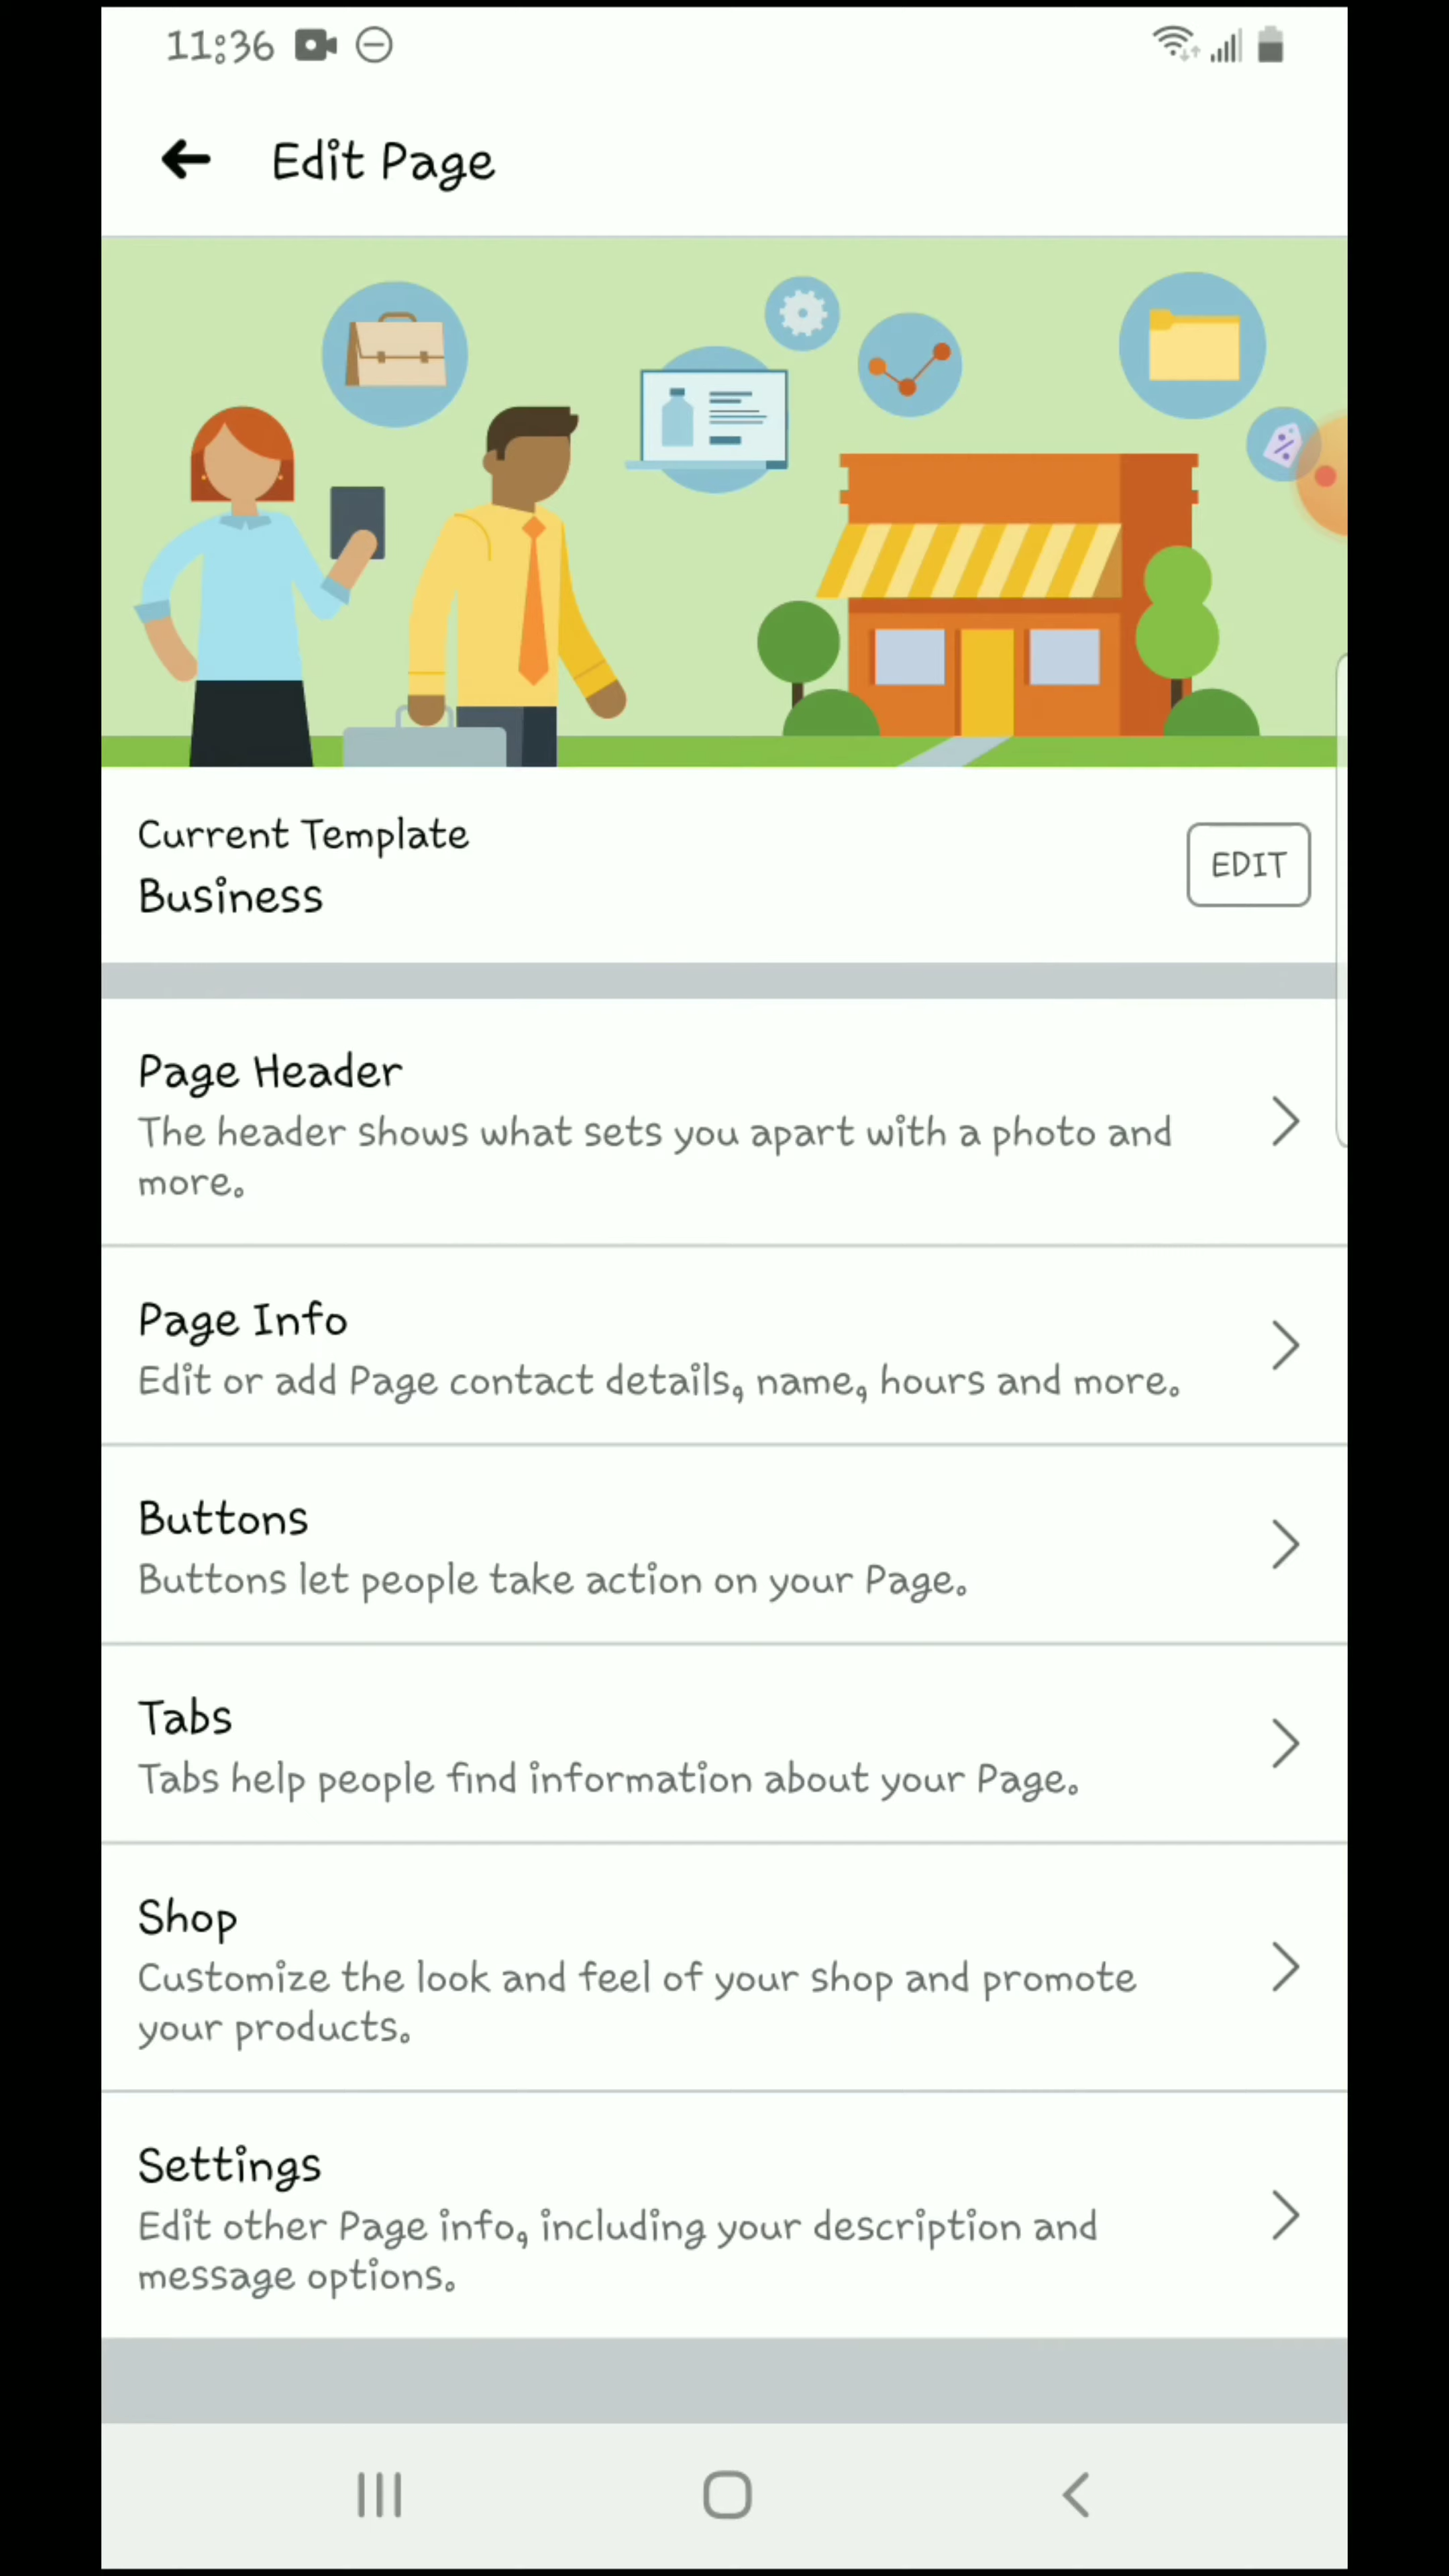 11:36
Edit Page
Current Template
Business
EDIT
Page Header
The header shows what sets you apart with a photo and
more.
Page Info
Edit or add Page contact details, name, hours and more.
Buttons
Buttons let people take action on your Page.
Tabs
Tabs help people find information about your Page.
Shop
Customize the look and feel of your shop and promote
your products.
Settings
Edit other Page info, including your description and
message options.